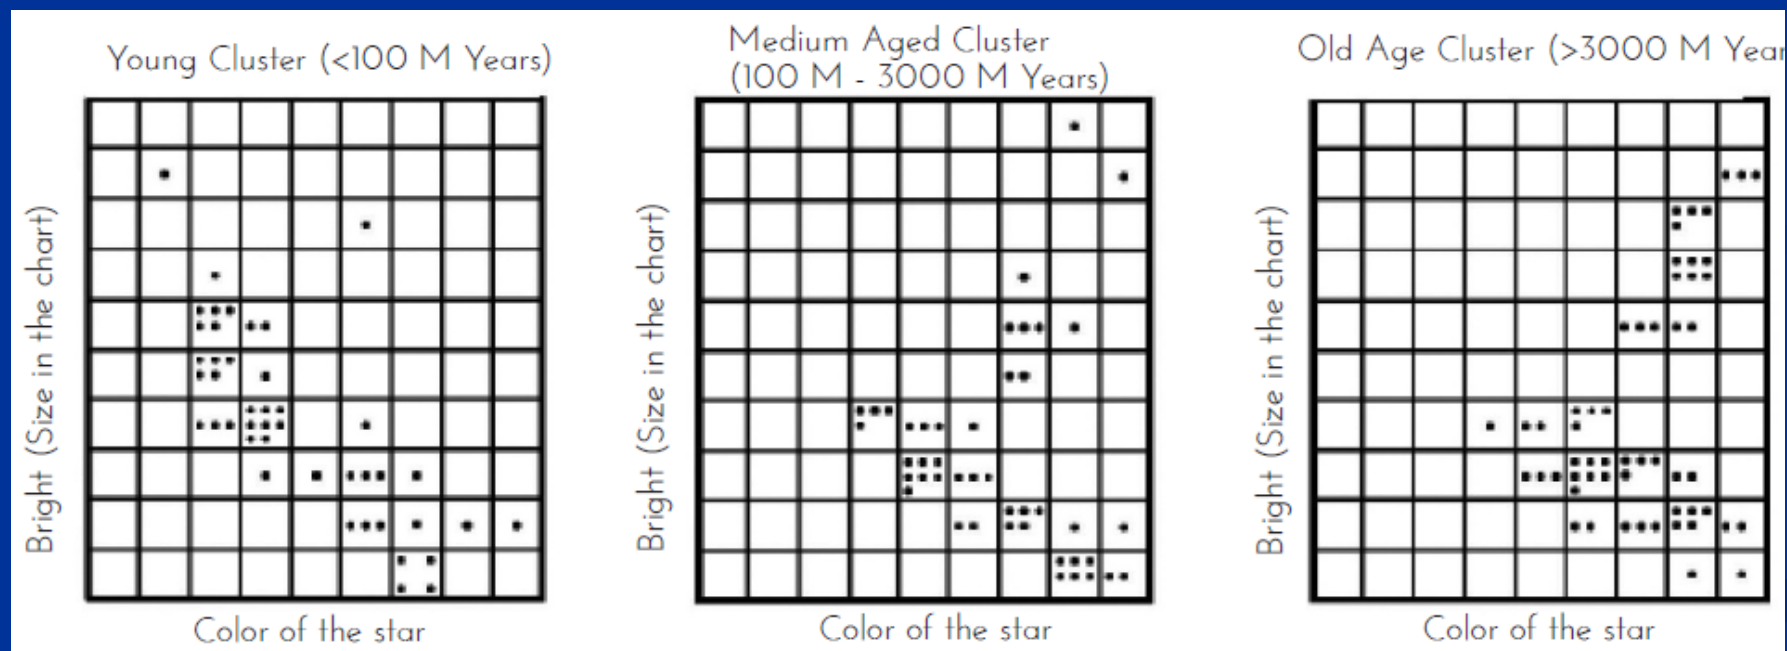 Young Cluster (<100 M Years)
Bright (Size in the chart)
Color of the star
Medium Aged Cluster
(100 M - 3000 M Years)
Bright (Size in the chart)
Color of the star
Old Age Cluster (>3000 M Year
Bright (Size in the chart)
Color of the star